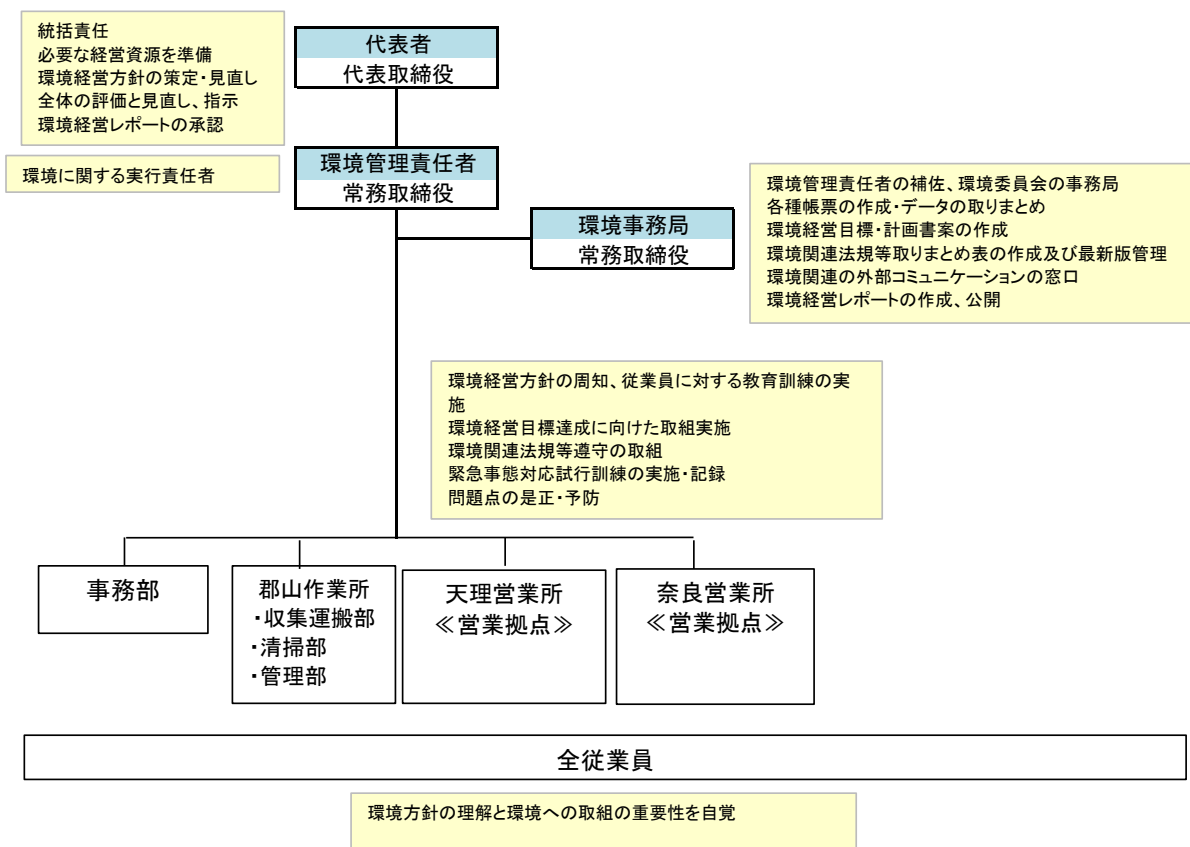 統括責任
必要な経営資源を準備
環境経営方針の策定・見直し
全体の評価と見直し、指示
環境経営レポートの承認
代表者
代表取締役
環境に関する実行責任者
環境管理責任者
常務取締役
環境事務局
常務取締役
環境管理責任者の補佐、環境委員会の事務局
各種帳票の作成・データの取りまとめ
環境経営目標・計画書案の作成
環境関連法規等取りまとめ表の作成及び最新版管理
環境関連の外部コミュニケーションの窓口
環境経営レポートの作成、公開
環境経営方針の周知、従業員に対する教育訓練の実
施
環境経営目標達成に向けた取組実施
環境関連法規等遵守の取組
緊急事態対応試行訓練の実施・記録
問題点の是正・予防
事務部
郡山作業所
・収集運搬部
・清掃部
・管理部
天理営業所
≪営業拠点≫
奈良営業所
≪営業拠点≫
全従業員
環境方針の理解と環境への取組の重要性を自覚